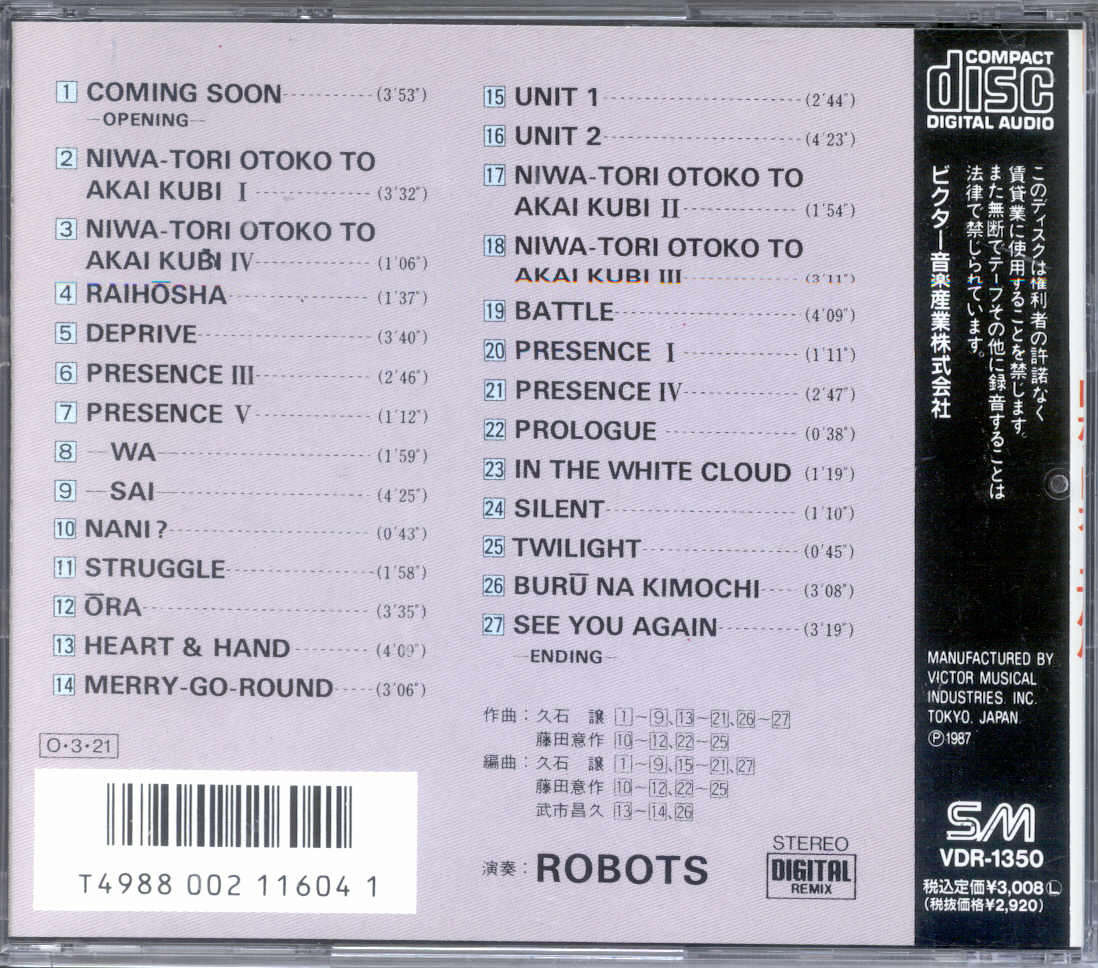 1 COMING SOON (3'53")
—OPENING—
2 NIWA-TORI OTOKO TO
AKAI KUBI I (3'32")
3 NIWA-TORI OTOKO TO
AKAI KUBI IV (1'06")
4 RAIHŌSHA (1'37")
5 DEPRIVE (3'40")
6 PRESENCE III (2'46")
7 PRESENCE V (1'12")
8 —WA (1'59")
9 —SAI (4'25")
10 NANI? (0'43")
11 STRUGGLE (1'58")
12 ŌRA (3'35")
13 HEART & HAND (4'09")
14 MERRY-GO-ROUND (3'06")
15 UNIT 1 (2'44")
16 UNIT 2 (4'23")
17 NIWA-TORI OTOKO TO
AKAI KUBI II (1'54")
18 NIWA-TORI OTOKO TO
AKAI KUBI III (3'11")
19 BATTLE (4'09")
20 PRESENCE I (1'11")
21 PRESENCE IV (2'47")
22 PROLOGUE (0'38")
23 IN THE WHITE CLOUD (1'19")
24 SILENT (1'10")
25 TWILIGHT (0'45")
26 BURŪ NA KIMOCHI (3'08")
27 SEE YOU AGAIN (3'19")
—ENDING—
作曲：久石 譲 1～9、13～21、26～27
藤田意作 10～12、22～25
編曲：久石 譲 1～9、15～21、27
藤田意作 10～12、22～25
武市昌久 13～14、26
演奏：ROBOTS
STEREO
DIGITAL
REMIX
O・3・21
T4988 002 11604 1
COMPACT
disc
DIGITAL AUDIO
このディスクは権利者の許諾なく
賃貸業に使用することを禁じます。
また無断でテープその他に録音することは
法律で禁じられています。
ビクター音楽産業株式会社
MANUFACTURED BY
VICTOR MUSICAL
INDUSTRIES, INC.
TOKYO, JAPAN.
Ⓟ1987
SM
VDR-1350
税込定価¥3,008Ⓛ
(税抜価格¥2,920)